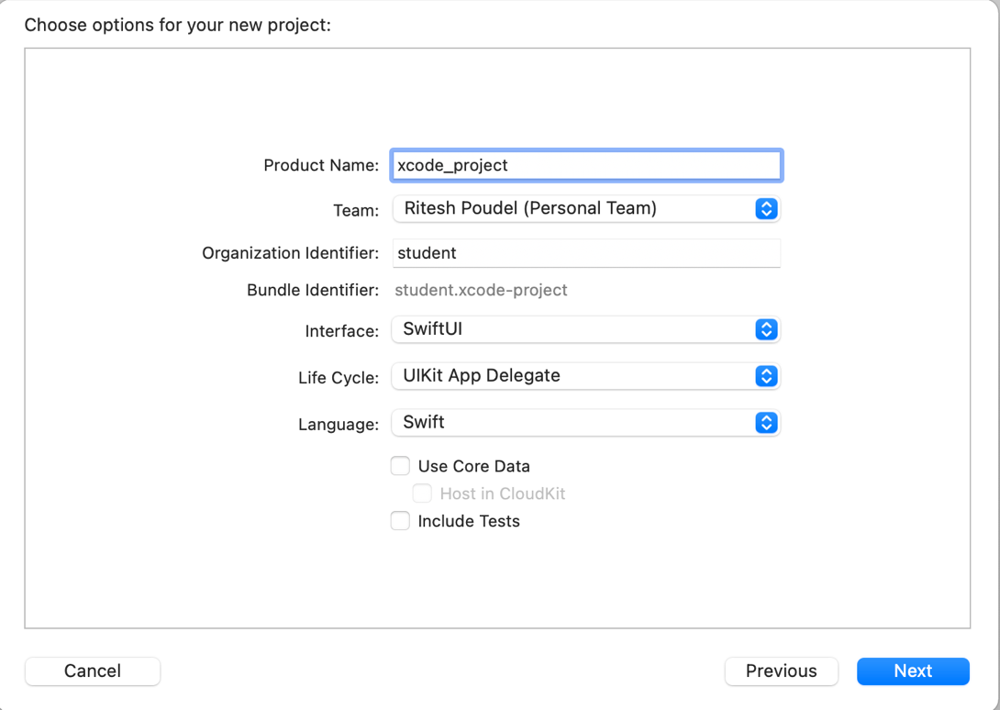 Choose options for your new project:
Product Name: xcode_project
Team: Ritesh Poudel (Personal Team)
Organization Identifier: student
Bundle Identifier: student.xcode-project
Interface: SwiftUI
Life Cycle: UIKit App Delegate
Language: Swift
Use Core Data
Host in CloudKit
Include Tests
Cancel Previous Next